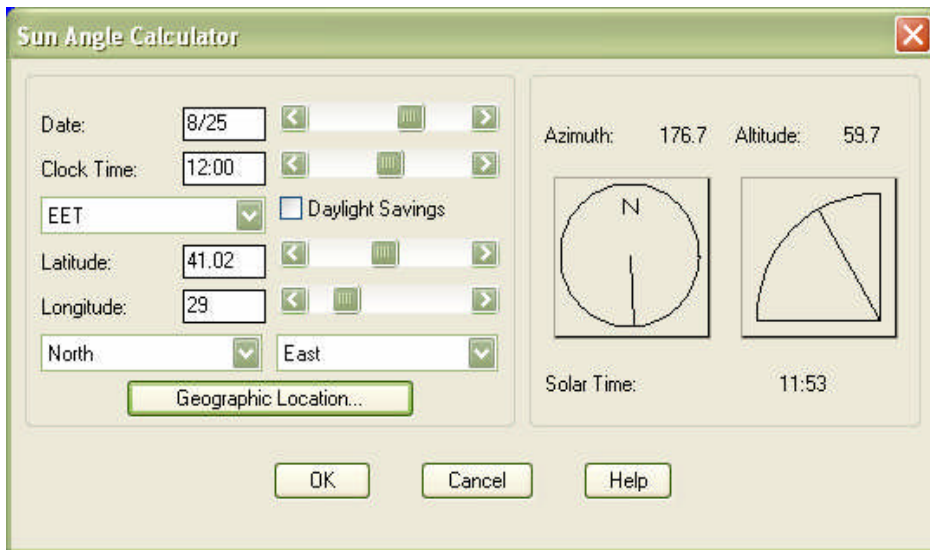 Sun Angle Calculator
Date: 8/25
Clock Time: 12:00
EET
Daylight Savings
Latitude: 41.02
Longitude: 29
North
East
Geographic Location...
Azimuth: 176.7 Altitude: 59.7
N
Solar Time: 11:53
OK Cancel Help